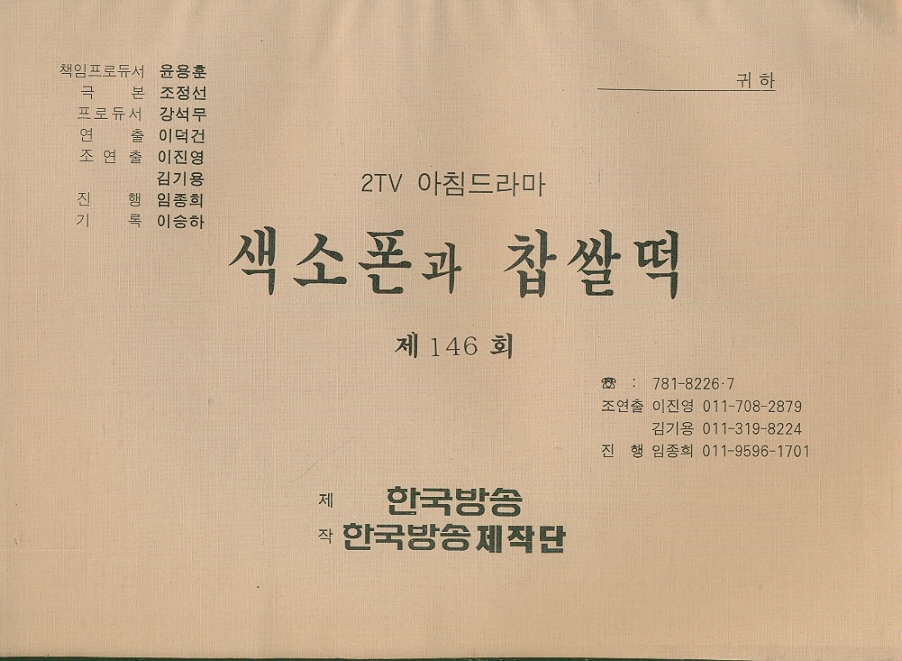 책임프로듀서 윤용훈
극 본 조정선
프로듀서 강석무
연 출 이덕건
조 연 출 이진영
김기용
진 행 임종희
기 록 이승하
귀 하
2TV 아침드라마
색소폰과 찹쌀떡
제 146 회
☎ : 781-8226·7
조연출 이진영 011-708-2879
김기용 011-319-8224
진 행 임종희 011-9596-1701
제 한국방송
작 한국방송제작단